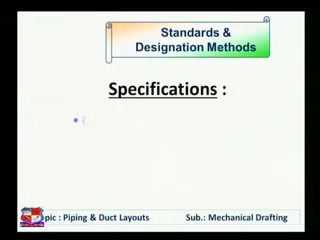 Standards &
Designation Methods
Specifications :
• (
pic : Piping & Duct Layouts
Sub.: Mechanical Drafting